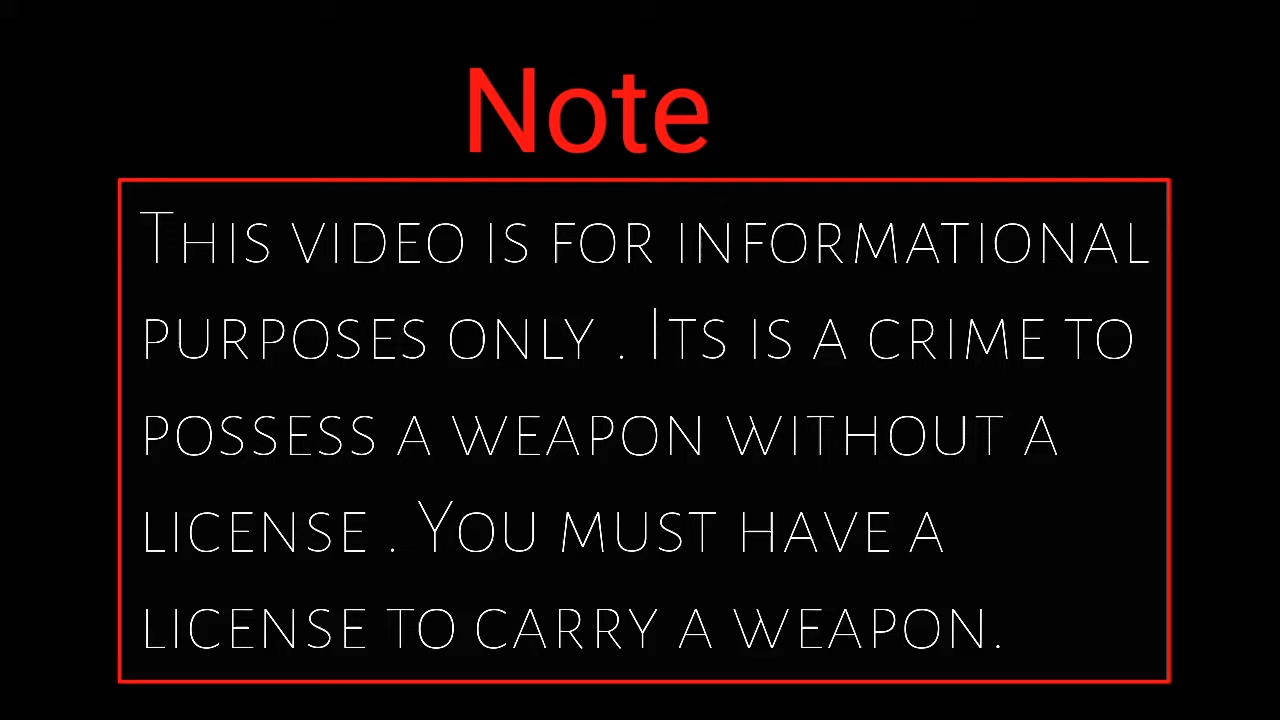 Note
This video is for informational
purposes only . Its is a crime to
possess a weapon without a
license . You must have a
license to carry a weapon.